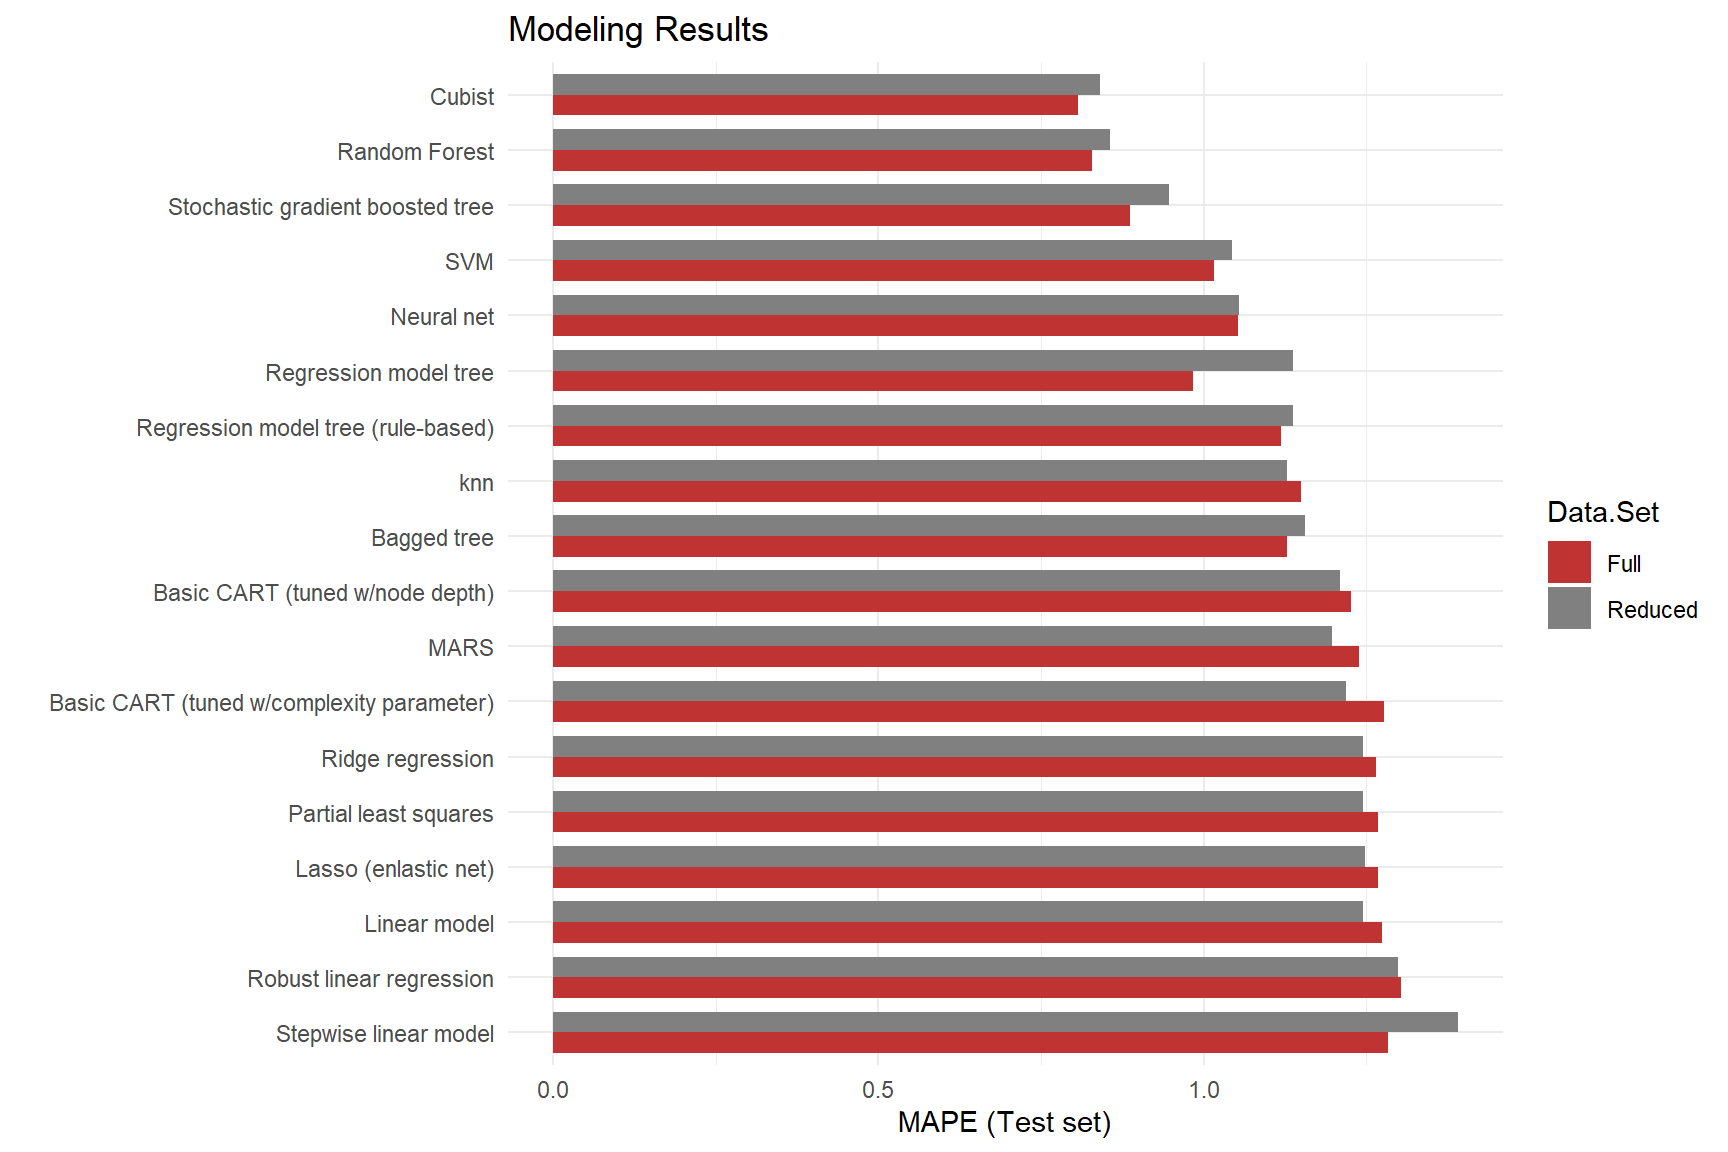 Modeling Results
Cubist
Random Forest
Stochastic gradient boosted tree
SVM
Neural net
Regression model tree
Regression model tree (rule-based)
knn
Bagged tree
Basic CART (tuned w/node depth)
MARS
Basic CART (tuned w/complexity parameter)
Ridge regression
Partial least squares
Lasso (enlastic net)
Linear model
Robust linear regression
Stepwise linear model
0.0 0.5 1.0
MAPE (Test set)
Data.Set
Full
Reduced